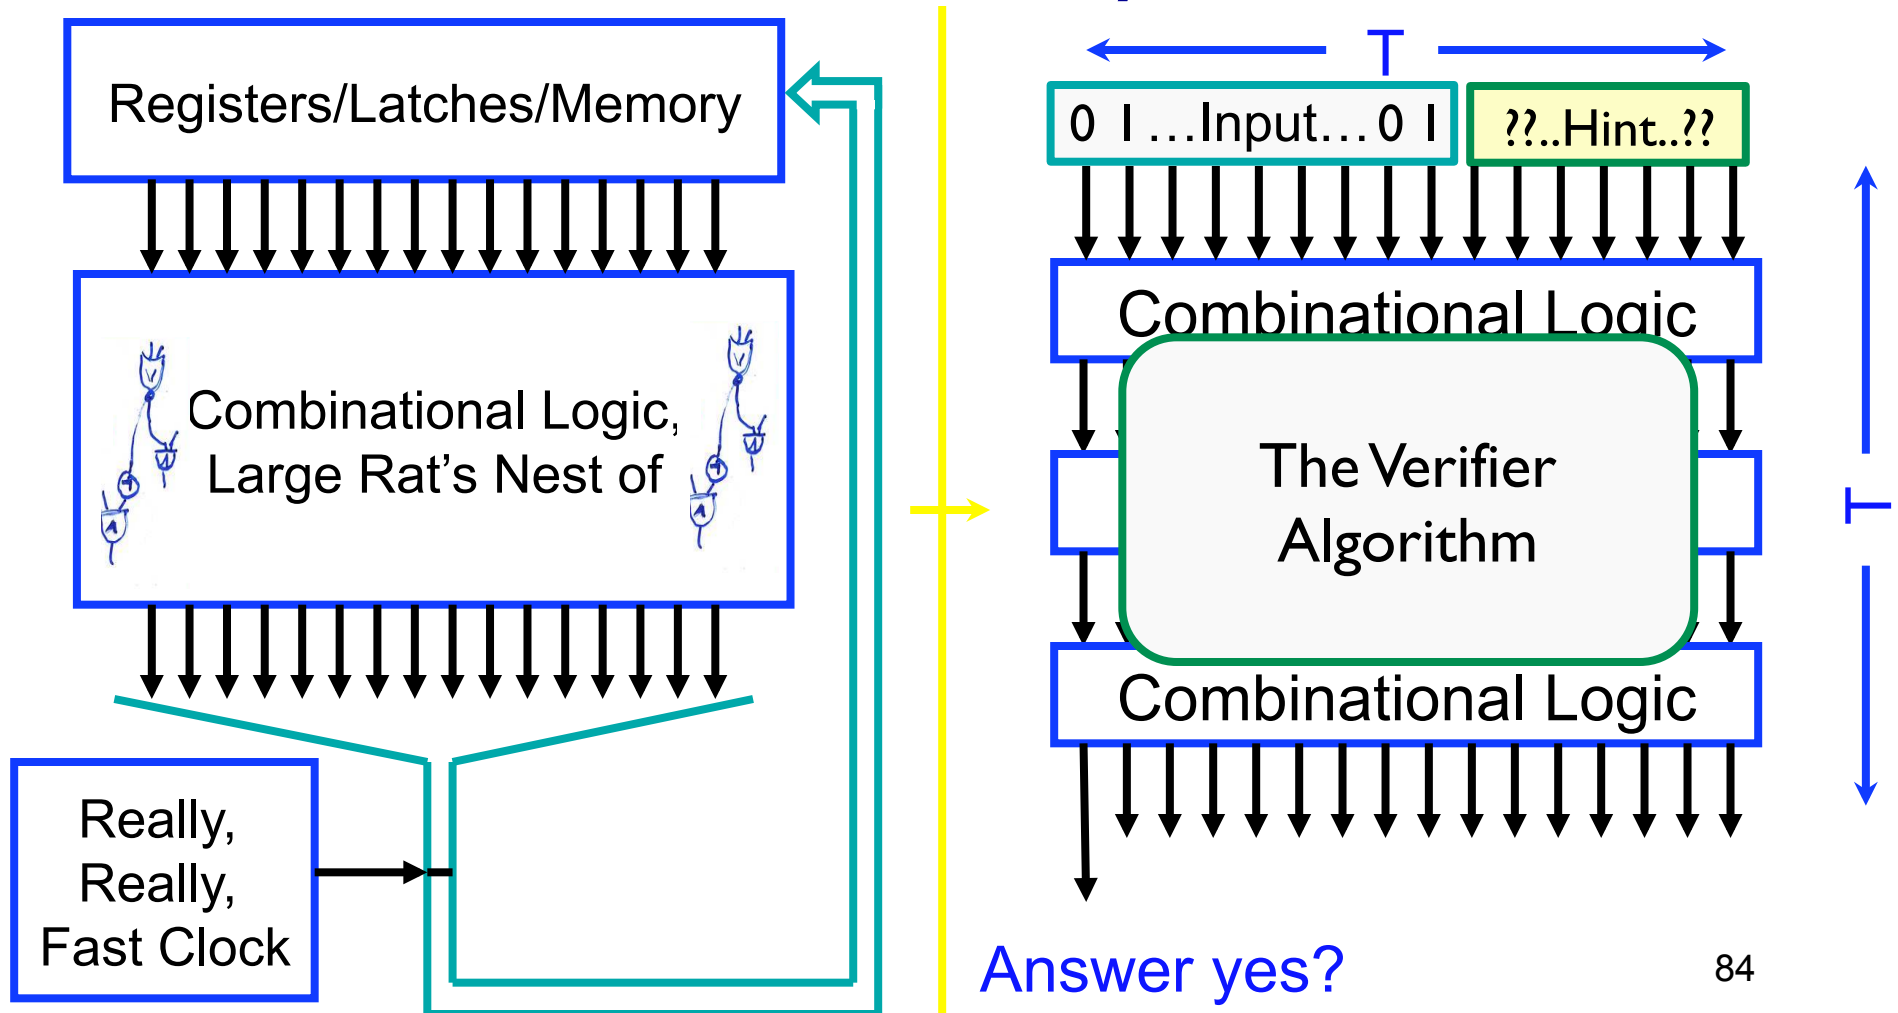 Registers/Latches/Memory
Combinational Logic,
Large Rat's Nest of
Really,
Really,
Fast Clock
T
0 1 …Input… 0 1
??..Hint..??
Combinational Logic
The Verifier
Algorithm
T
Combinational Logic
Answer yes?
84